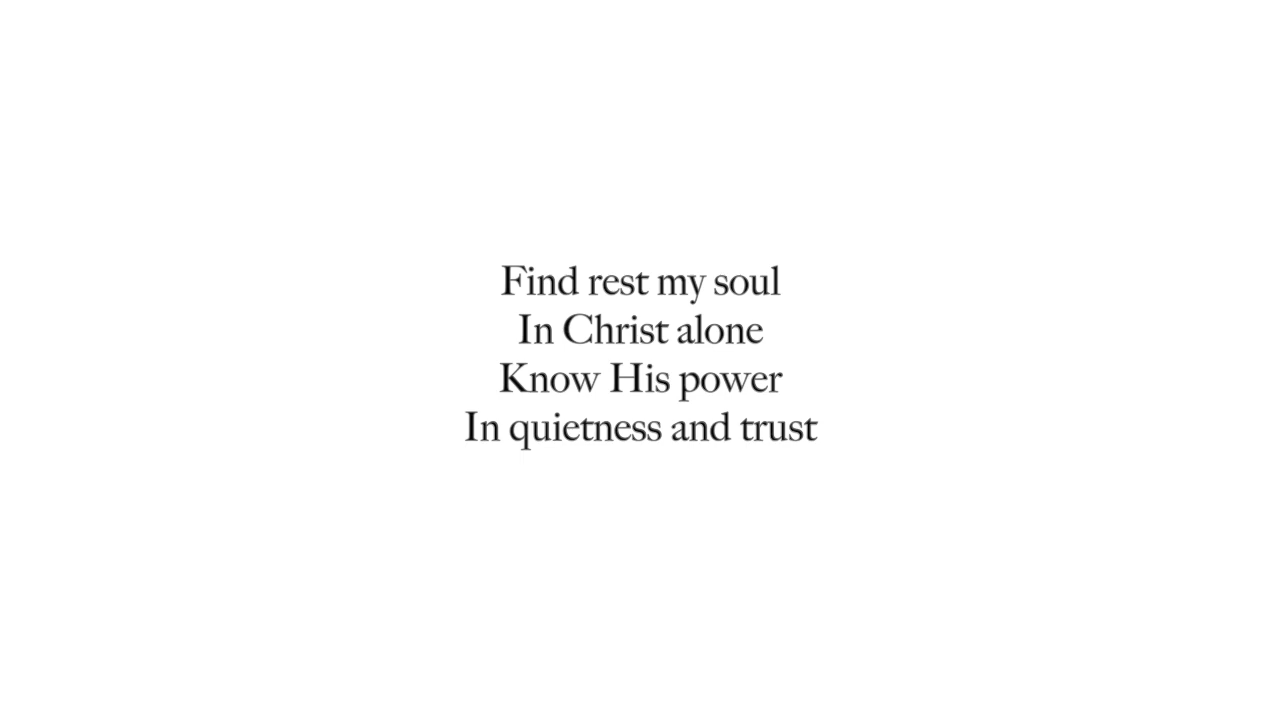 Find rest my soul
In Christ alone
Know His power
In quietness and trust